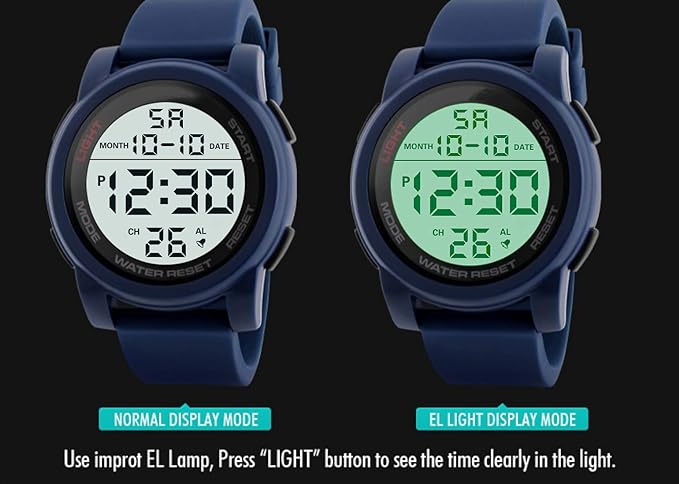 LIGHT
START
SA
MONTH 10-10 DATE
P 12:30
CH 26 AL
MODE
RESET
WATER RESET
LIGHT
START
SA
MONTH 10-10 DATE
P 12:30
CH 26 AL
MODE
RESET
WATER RESET
NORMAL DISPLAY MODE
EL LIGHT DISPLAY MODE
Use improt EL Lamp, Press “LIGHT” button to see the time clearly in the light.